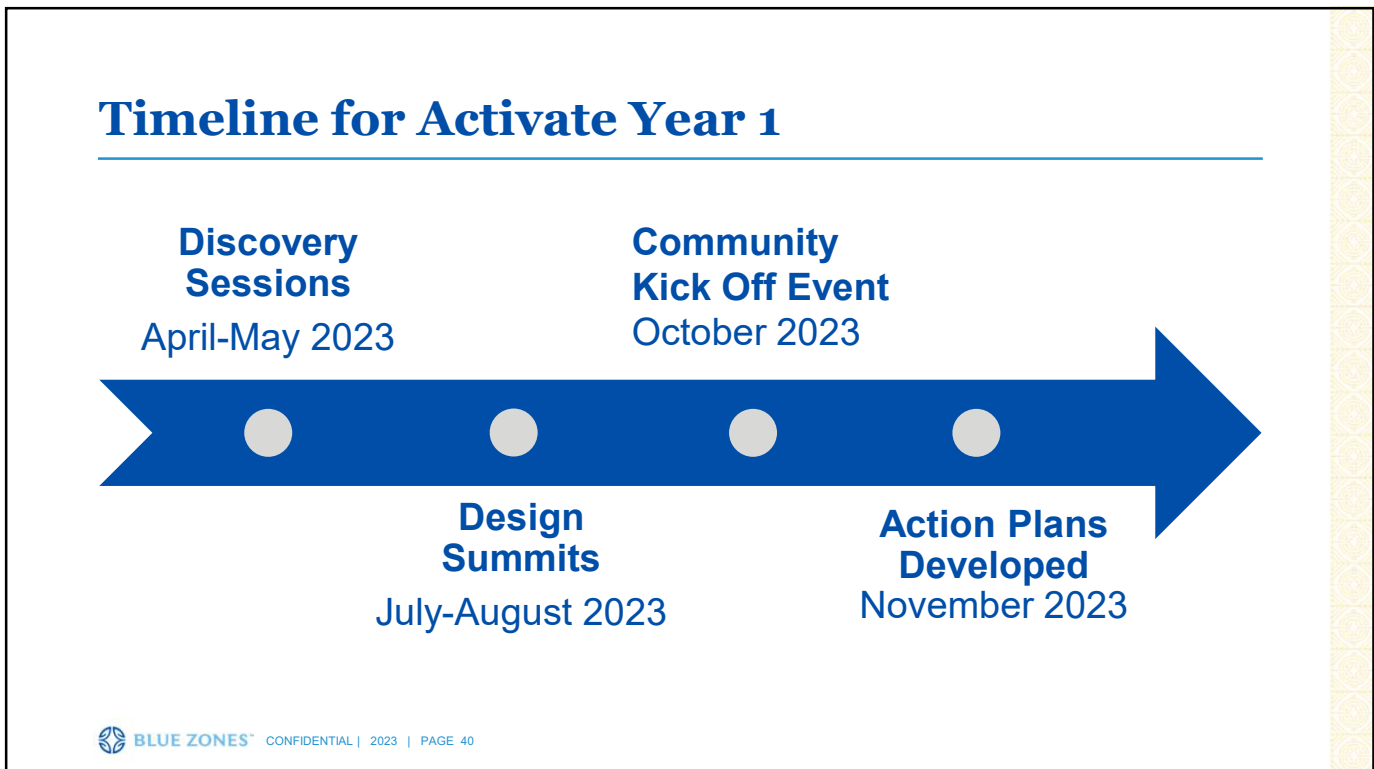 Timeline for Activate Year 1
Discovery
Sessions
April-May 2023
Community
Kick Off Event
October 2023
Design
Summits
July-August 2023
Action Plans
Developed
November 2023
BLUE ZONES™ CONFIDENTIAL | 2023 | PAGE 40